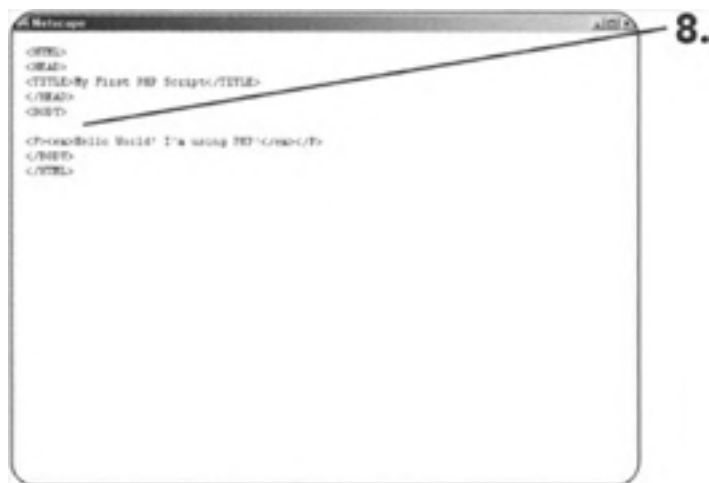 Netscape
8.
<HTML>
<HEAD>
<TITLE>My First PHP Script</TITLE>
</HEAD>
<BODY>
<P><em>Hello World! I'm using PHP!</em></P>
</BODY>
</HTML>